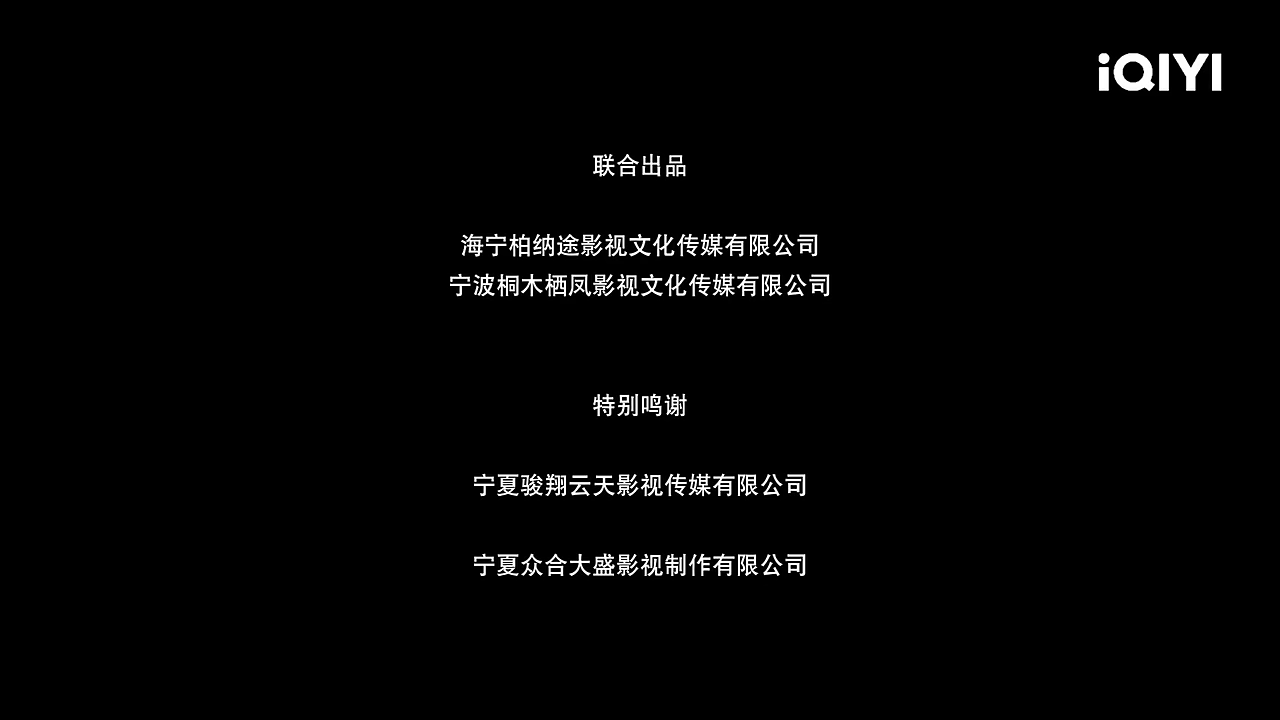 iQIYI
联合出品
海宁柏纳途影视文化传媒有限公司
宁波桐木栖凤影视文化传媒有限公司
特别鸣谢
宁夏骏翔云天影视传媒有限公司
宁夏众合大盛影视制作有限公司